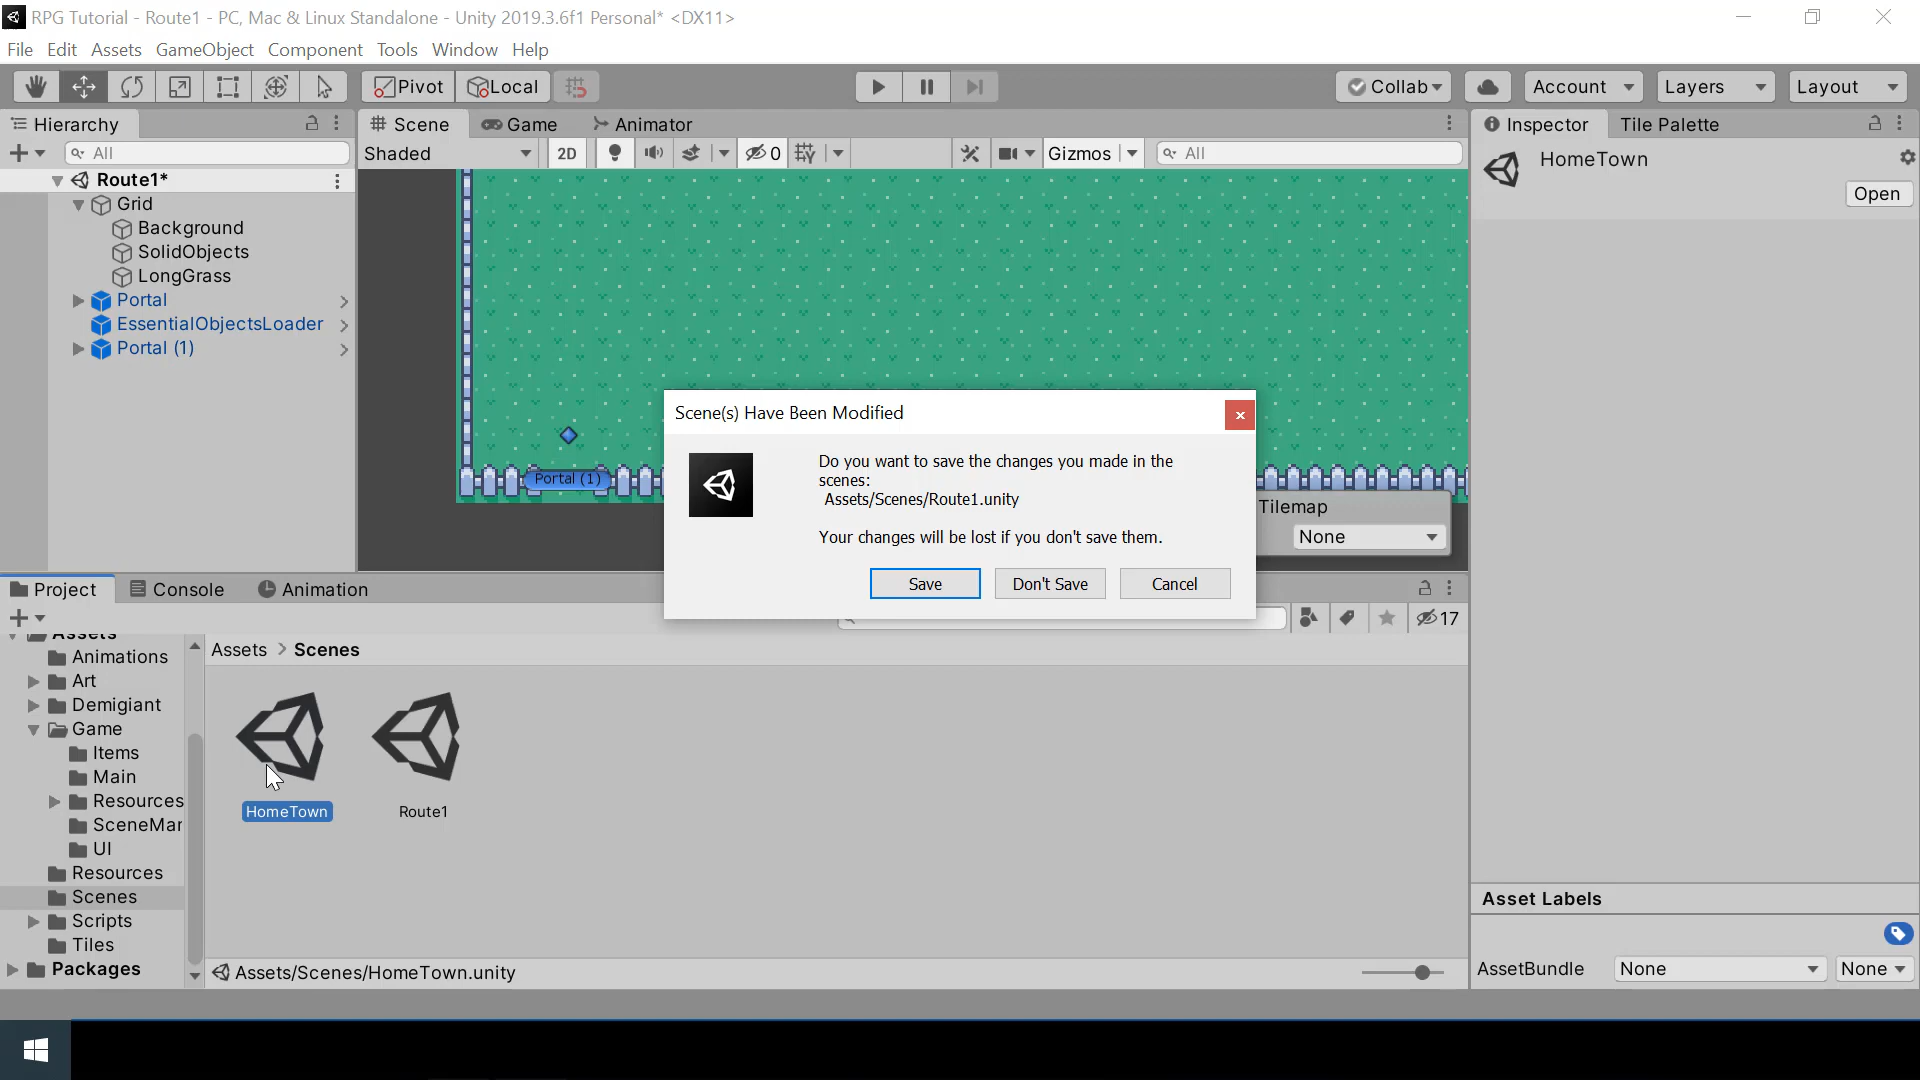 RPG Tutorial - Route1 - PC, Mac & Linux Standalone - Unity 2019.3.6f1 Personal* <DX11>
File Edit Assets GameObject Component Tools Window Help
Pivot Local Collab Account Layers Layout
Hierarchy
All
Route1*
Grid
Background
SolidObjects
LongGrass
Portal
EssentialObjectsLoader
Portal (1)
Scene Game Animator
Shaded 2D 0 Gizmos All
Portal (1)
Tilemap
None
Scene(s) Have Been Modified
Do you want to save the changes you made in the
scenes:
Assets/Scenes/Route1.unity
Your changes will be lost if you don't save them.
Save Don't Save Cancel
Inspector Tile Palette
HomeTown
Open
Project Console Animation
17
Assets
Animations
Art
Demigiant
Game
Items
Main
Resources
SceneMar
UI
Resources
Scenes
Scripts
Tiles
Packages
Assets > Scenes
HomeTown Route1
Assets/Scenes/HomeTown.unity
Asset Labels
AssetBundle None None